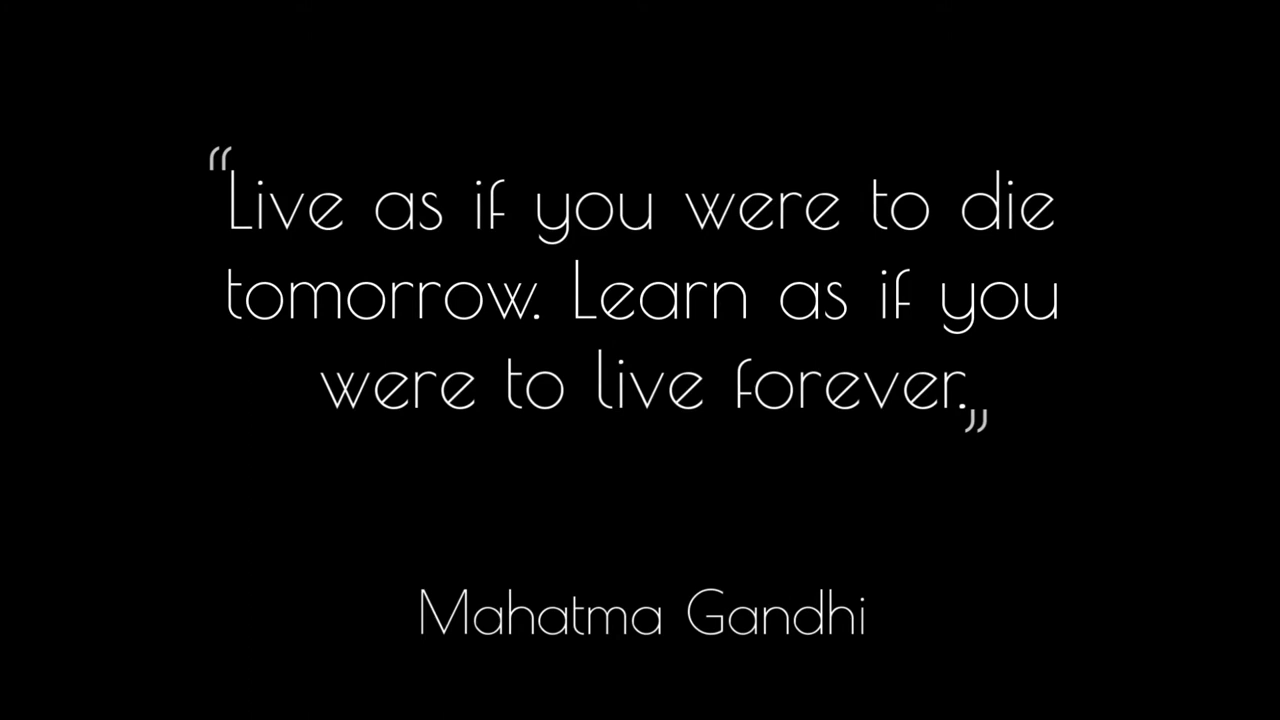 “Live as if you were to die
tomorrow. Learn as if you
were to live forever.”
Mahatma Gandhi